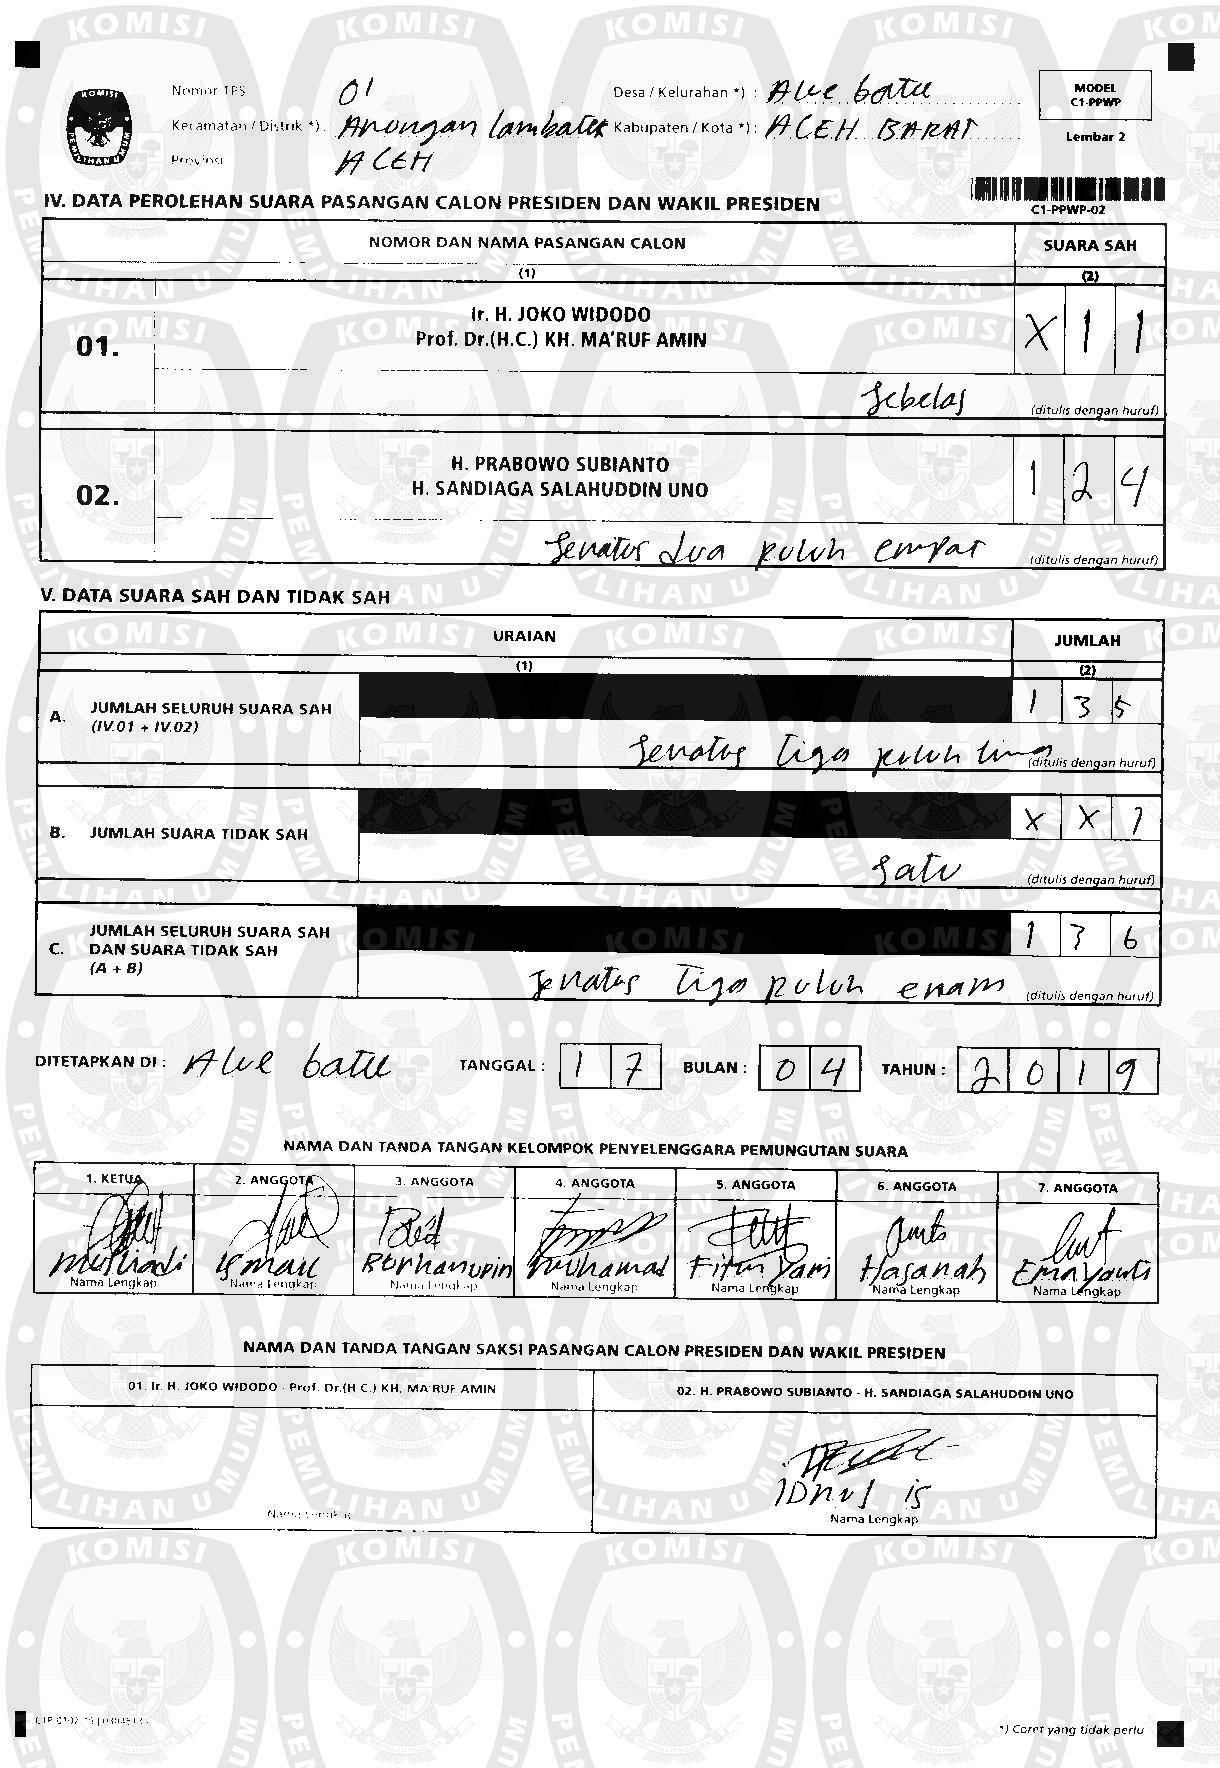 Nomor TPS 01 Desa / Kelurahan *) : Alue batu
Kecamatan / Distrik *) : Arongan lambalek Kabupaten / Kota *) : ACEH BARAT
Provinsi ACEH
MODEL
C1-PPWP
Lembar 2
C1-PPWP-02
IV. DATA PEROLEHAN SUARA PASANGAN CALON PRESIDEN DAN WAKIL PRESIDEN
NOMOR DAN NAMA PASANGAN CALON SUARA SAH
(1) (2)
01. Ir. H. JOKO WIDODO
Prof. Dr.(H.C.) KH. MA'RUF AMIN X 1 1
Sebelas (ditulis dengan huruf)
02. H. PRABOWO SUBIANTO
H. SANDIAGA SALAHUDDIN UNO 1 2 4
Seratus dua puluh empat (ditulis dengan huruf)
V. DATA SUARA SAH DAN TIDAK SAH
URAIAN JUMLAH
(1) (2)
A. JUMLAH SELURUH SUARA SAH
(IV.01 + IV.02) 1 3 5
Seratus tiga puluh lima (ditulis dengan huruf)
B. JUMLAH SUARA TIDAK SAH X X 1
Satu (ditulis dengan huruf)
C. JUMLAH SELURUH SUARA SAH
DAN SUARA TIDAK SAH
(A + B) 1 3 6
Seratus tiga puluh enam (ditulis dengan huruf)
DITETAPKAN DI : Alue batu TANGGAL : 1 7 BULAN : 0 4 TAHUN : 2 0 1 9
NAMA DAN TANDA TANGAN KELOMPOK PENYELENGGARA PEMUNGUTAN SUARA
1. KETUA 2. ANGGOTA 3. ANGGOTA 4. ANGGOTA 5. ANGGOTA 6. ANGGOTA 7. ANGGOTA
Ismail Burhanudin Muhamad Fitri Yani Hasanah Ernayanti
Nama Lengkap Nama Lengkap Nama Lengkap Nama Lengkap Nama Lengkap Nama Lengkap Nama Lengkap
NAMA DAN TANDA TANGAN SAKSI PASANGAN CALON PRESIDEN DAN WAKIL PRESIDEN
01. Ir. H. JOKO WIDODO - Prof. Dr.(H.C.) KH. MA'RUF AMIN 02. H. PRABOWO SUBIANTO - H. SANDIAGA SALAHUDDIN UNO
Nama Lengkap Nama Lengkap
*) Coret yang tidak perlu
KOMISI
PEMILIHAN UMUM